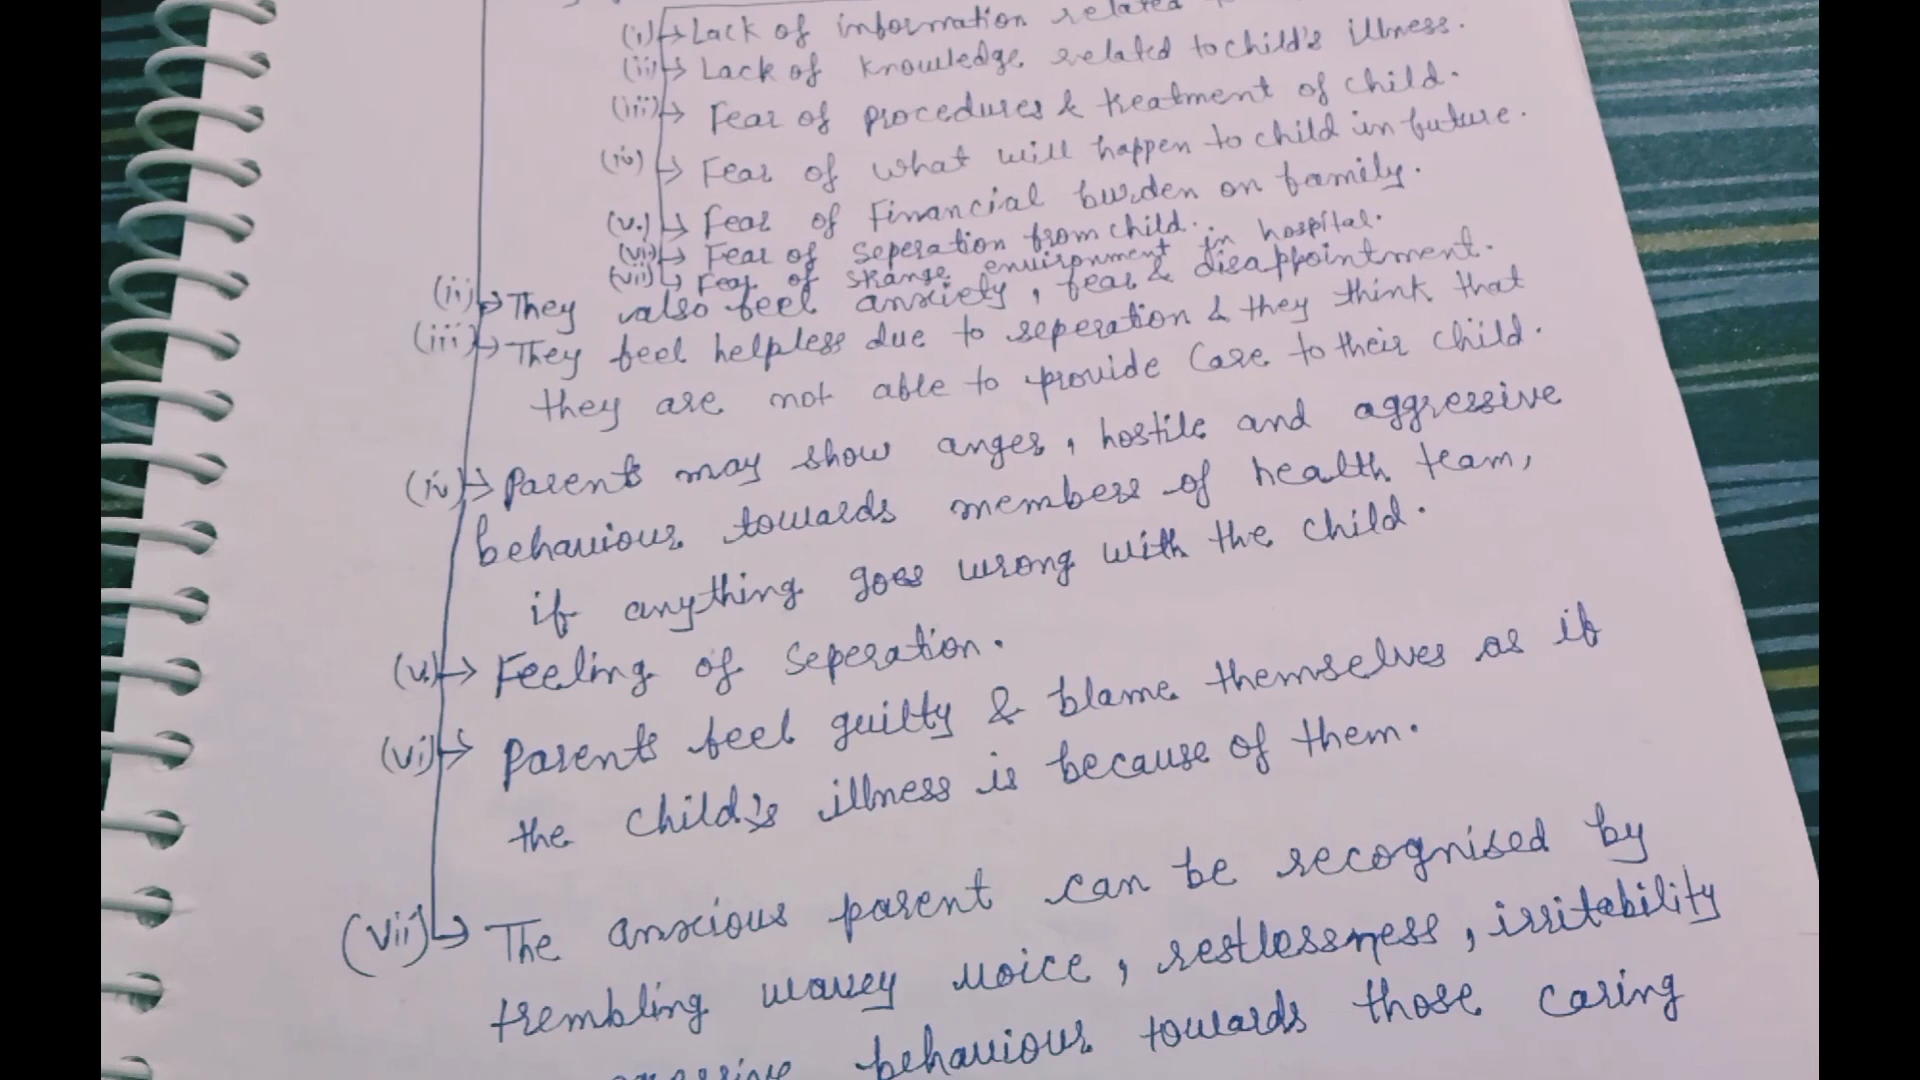 (i) → Lack of information related
(ii) → Lack of knowledge related to child's illness.
(iii) → Fear of procedures & treatment of child.
(iv) → Fear of what will happen to child in future.
(v.) → Fear of Financial burden on family.
(vi) → Fear of seperation from child.
(vii) → Fear of strange environment in hospital.
(ii) → They also feel anxiety, fear & disappointment.
(iii) → They feel helpless due to seperation & they think that
they are not able to provide care to their child.
(iv) → Parents may show anger, hostile and aggressive
behaviour towards members of health team,
if anything goes wrong with the child.
(v.) → Feeling of seperation.
(vi) → Parents feel guilty & blame themselves as if
the child's illness is because of them.
(vii) → The anxious parent can be recognised by
trembling wavey voice, restlessness, irritability
behaviour towards those caring